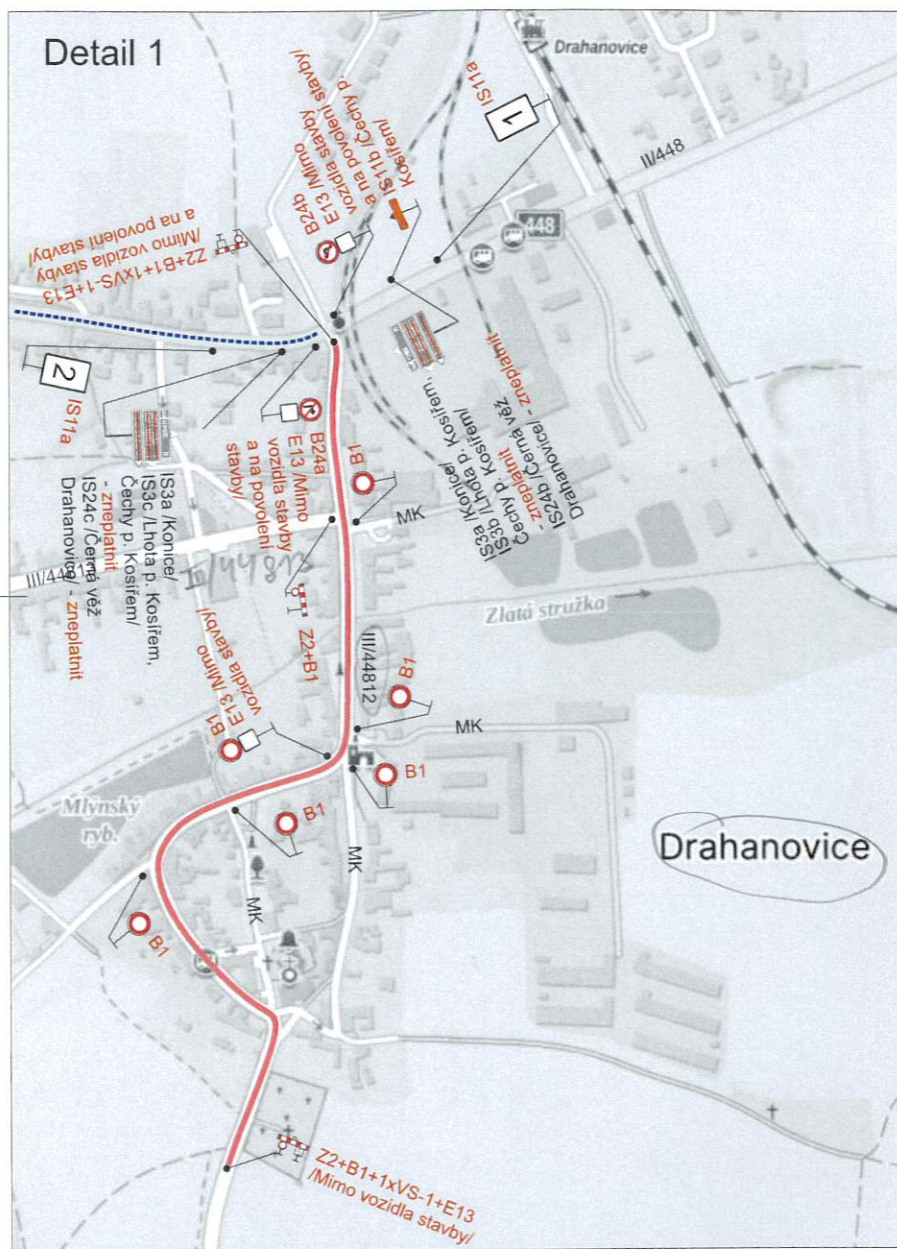 Detail 1
Drahanovice
IS11a
1
II/448
448
B24b
E13 /Mimo
vozidla stavby
a na povolení stavby/
IS11b /Čechy p.
Kosířem/
Z2+B1+1xVS-1+E13
/Mimo vozidla stavby
a na povolení stavby/
IS3a /Konice/
IS3b /Lhota p. Kosířem,
Čechy p. Kosířem/
- zneplatnit
IS24b /Černá věž
Drahanovice/ - zneplatnit
2
IS11a
B24a
E13 /Mimo
vozidla stavby
a na povolení
stavby/
B1
MK
IS3a /Konice/
IS3c /Lhota p. Kosířem,
Čechy p. Kosířem/
- zneplatnit
IS24c /Černá věž
Drahanovice/ - zneplatnit
Z2+B1
Zlatá stružka
III/44812
B1
MK
B1
E13 /Mimo
vozidla stavby/
B1
B1
Mlýnský
ryb.
Drahanovice
MK
MK
B1
Z2+B1+1xVS-1+E13
/Mimo vozidla stavby/